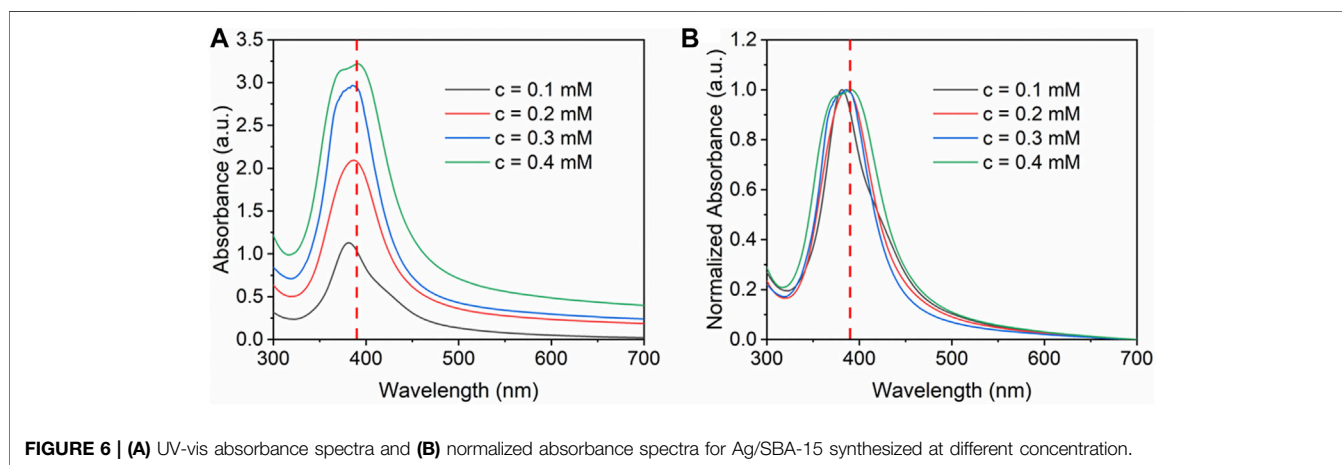 A
3.5
3.0
2.5
2.0
1.5
1.0
0.5
0.0
Absorbance (a.u.)
300 400 500 600 700
Wavelength (nm)
c = 0.1 mM
c = 0.2 mM
c = 0.3 mM
c = 0.4 mM
B
1.2
1.0
0.8
0.6
0.4
0.2
0.0
Normalized Absorbance (a.u.)
300 400 500 600 700
Wavelength (nm)
c = 0.1 mM
c = 0.2 mM
c = 0.3 mM
c = 0.4 mM
FIGURE 6 | (A) UV-vis absorbance spectra and (B) normalized absorbance spectra for Ag/SBA-15 synthesized at different concentration.